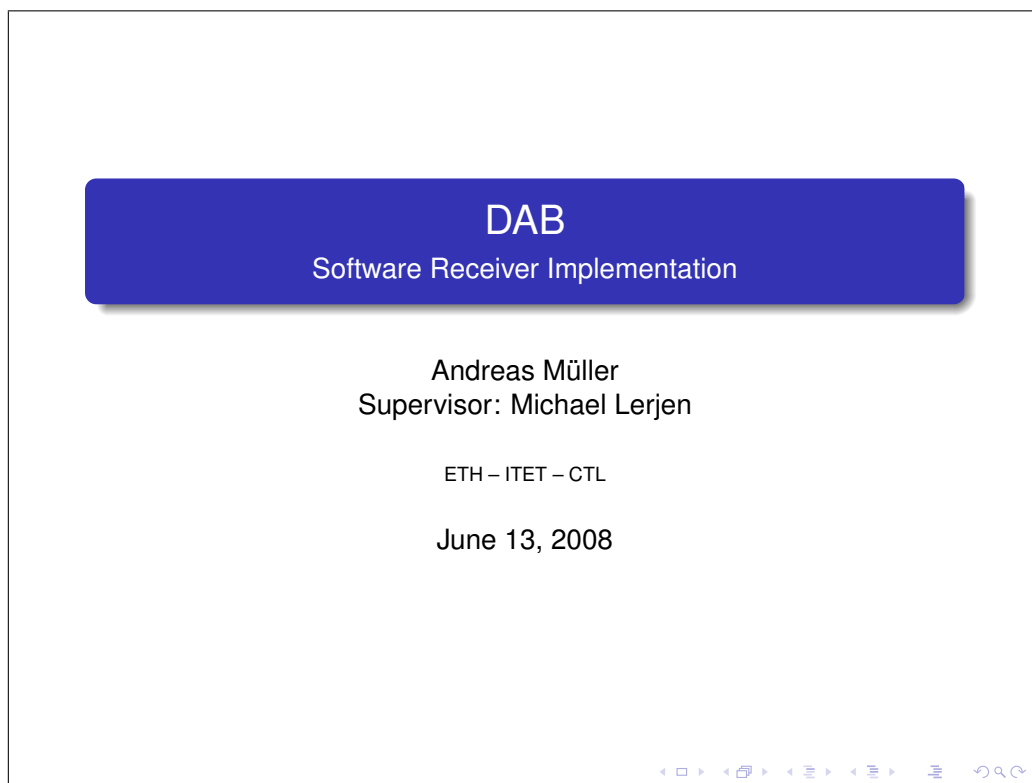 DAB
Software Receiver Implementation
Andreas Müller
Supervisor: Michael Lerjen
ETH – ITET – CTL
June 13, 2008